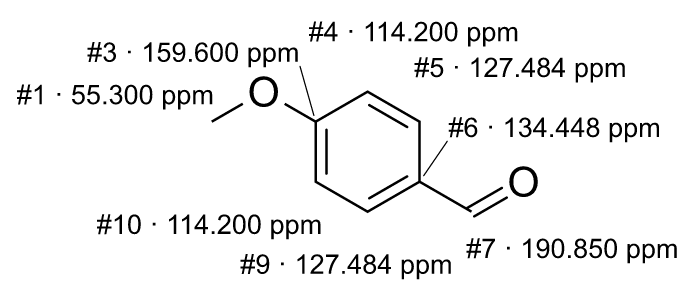 #4 · 114.200 ppm
#3 · 159.600 ppm
#5 · 127.484 ppm
#1 · 55.300 ppm
O
#6 · 134.448 ppm
O
#10 · 114.200 ppm
#7 · 190.850 ppm
#9 · 127.484 ppm